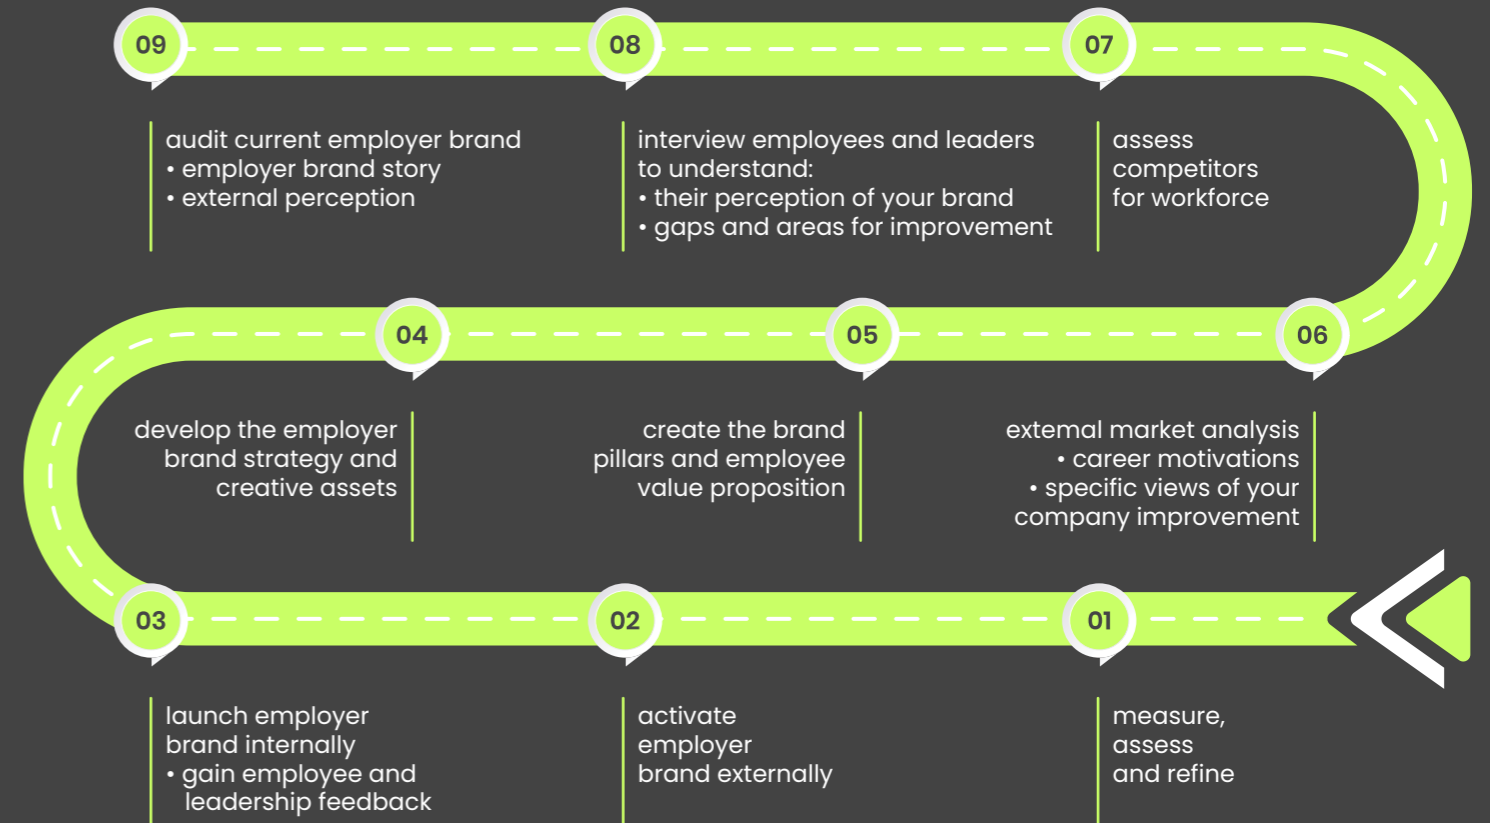 09
08
07
audit current employer brand
• employer brand story
• external perception
interview employees and leaders
to understand:
• their perception of your brand
• gaps and areas for improvement
assess
competitors
for workforce
04
05
06
develop the employer
brand strategy and
creative assets
create the brand
pillars and employee
value proposition
extemal market analysis
• career motivations
• specific views of your
company improvement
03
02
01
launch employer
brand internally
• gain employee and
leadership feedback
activate
employer
brand externally
measure,
assess
and refine